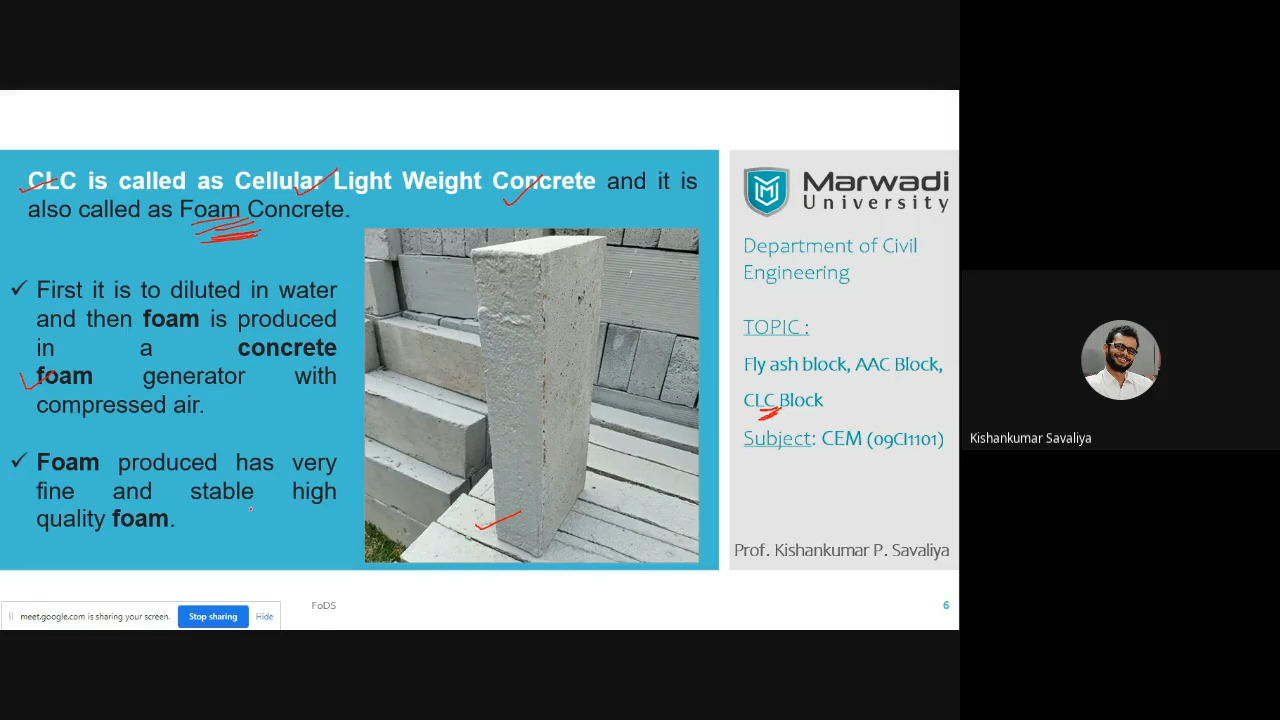 CLC is called as Cellular Light Weight Concrete and it is
also called as Foam Concrete.
✓ First it is to diluted in water
and then foam is produced
in a concrete
foam generator with
compressed air.
✓ Foam produced has very
fine and stable high
quality foam.
Marwadi
University
Department of Civil
Engineering
TOPIC :
Fly ash block, AAC Block,
CLC Block
Subject: CEM (09CI1101)
Prof. Kishankumar P. Savaliya
Kishankumar Savaliya
meet.google.com is sharing your screen.
Stop sharing
Hide
FoDS
6